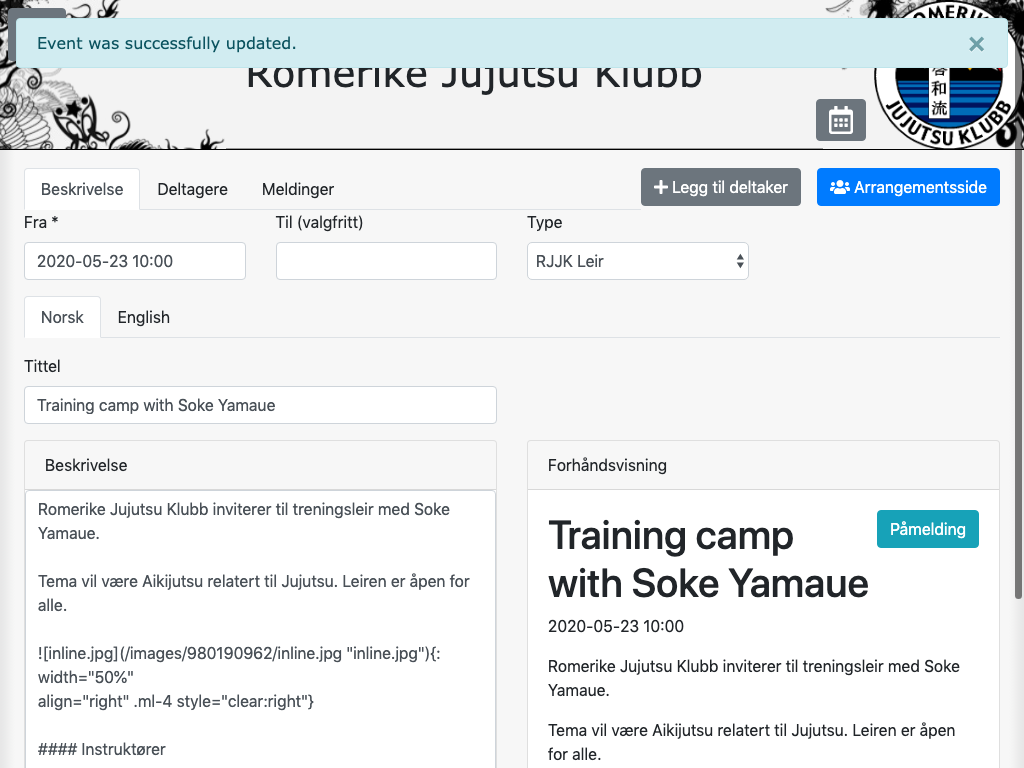 Event was successfully updated.
×
ROMERIKE
Romerike Jujutsu Klubb
和
流
JUJUTSU KLUBB
Beskrivelse
Deltagere
Meldinger
Legg til deltaker
Arrangementsside
Fra *
Til (valgfritt)
Type
2020-05-23 10:00
RJJK Leir
Norsk
English
Tittel
Training camp with Soke Yamaue
Beskrivelse
Romerike Jujutsu Klubb inviterer til treningsleir med Soke
Yamaue.
Tema vil være Aikijutsu relatert til Jujutsu. Leiren er åpen for
alle.
![inline.jpg](/images/980190962/inline.jpg "inline.jpg"){:
width="50%"
align="right" .ml-4 style="clear:right"}
#### Instruktører
Forhåndsvisning
Training camp
with Soke Yamaue
Påmelding
2020-05-23 10:00
Romerike Jujutsu Klubb inviterer til treningsleir med Soke
Yamaue.
Tema vil være Aikijutsu relatert til Jujutsu. Leiren er åpen
for alle.